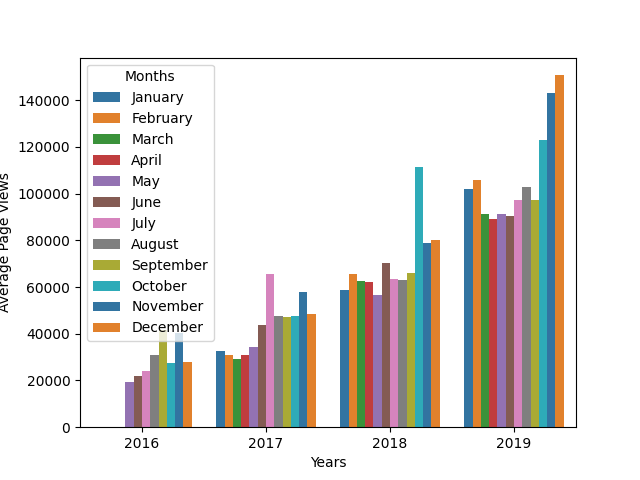 Months
January
February
March
April
May
June
July
August
September
October
November
December
140000
120000
100000
80000
60000
40000
20000
0
Average Page Views
2016 2017 2018 2019
Years